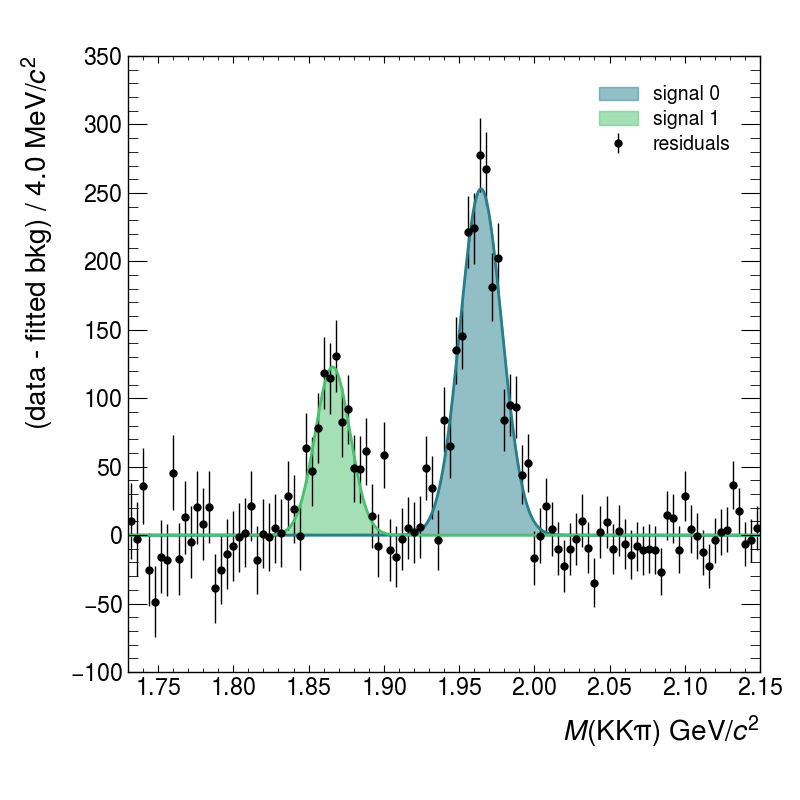 350
300
250
200
150
100
50
0
−50
−100
(data - fitted bkg) / 4.0 MeV/c²
signal 0
signal 1
residuals
1.75 1.80 1.85 1.90 1.95 2.00 2.05 2.10 2.15
M(KKπ) GeV/c²